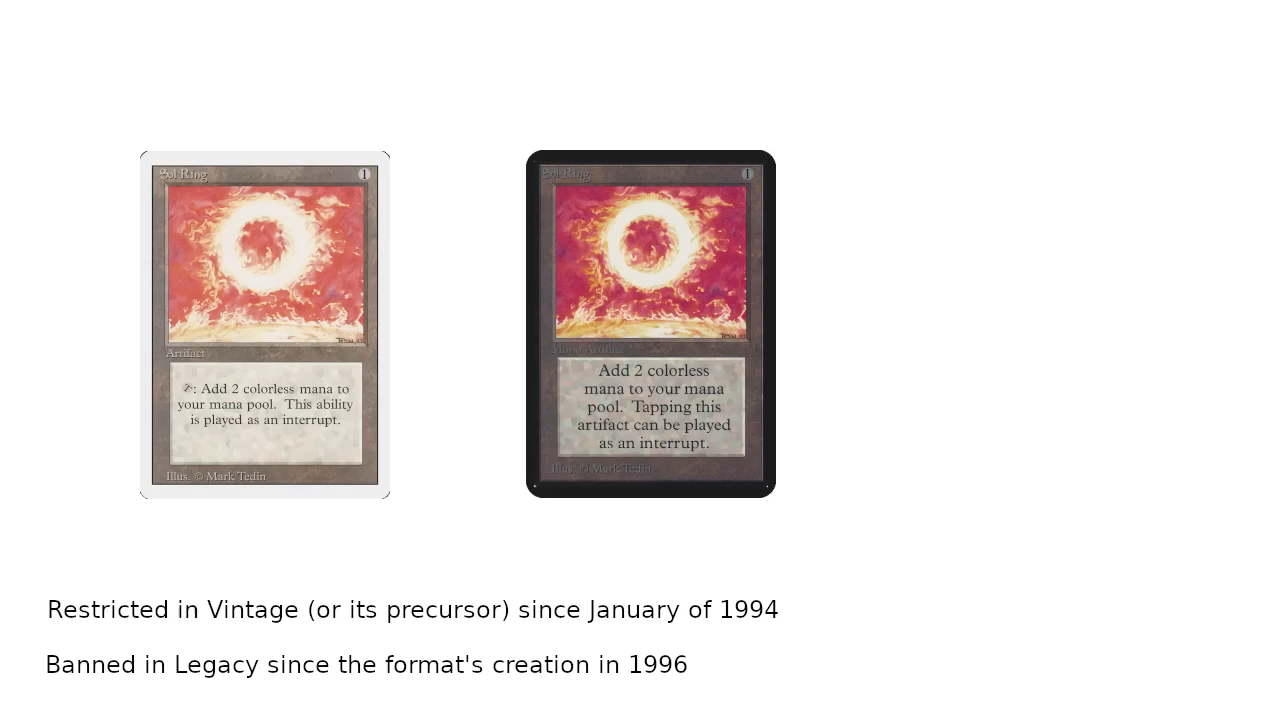 Sol Ring 1
Artifact
: Add 2 colorless mana to
your mana pool. This ability
is played as an interrupt.
Illus. © Mark Tedin
Sol Ring 1
Mono Artifact
Add 2 colorless
mana to your mana
pool. Tapping this
artifact can be played
as an interrupt.
Illus. © Mark Tedin
Restricted in Vintage (or its precursor) since January of 1994
Banned in Legacy since the format's creation in 1996